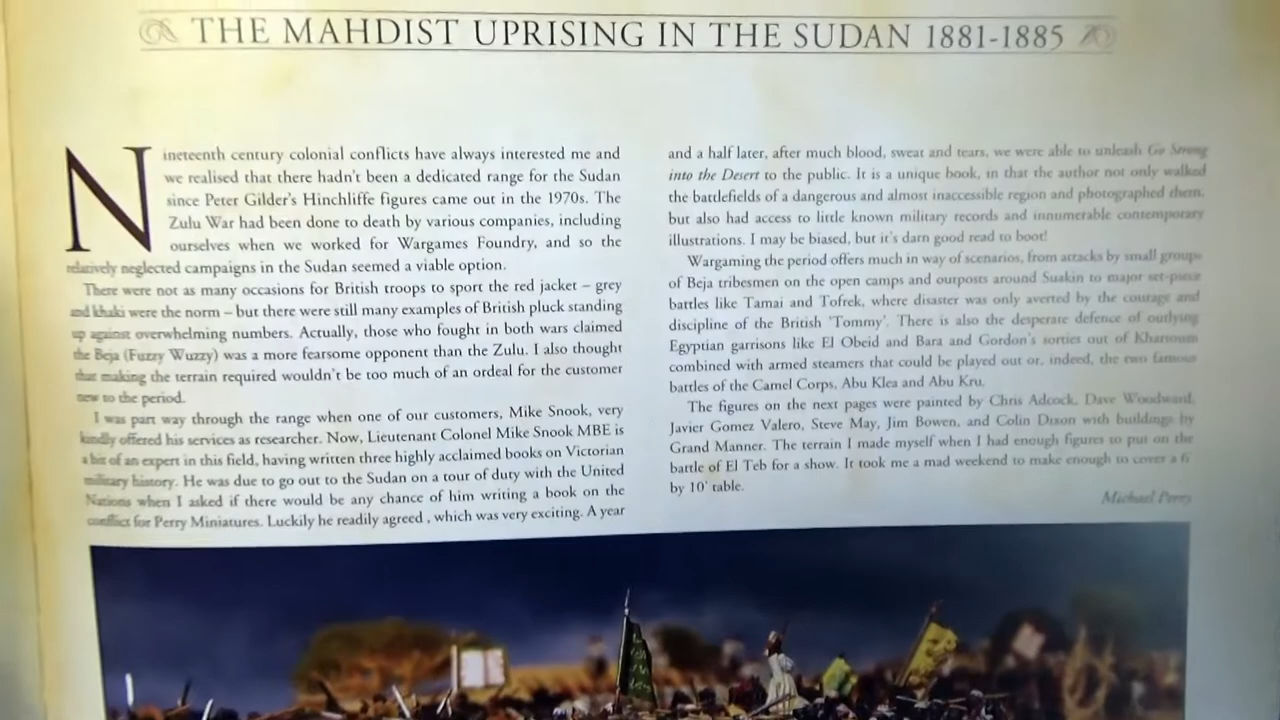 THE MAHDIST UPRISING IN THE SUDAN 1881-1885
Nineteenth century colonial conflicts have always interested me and
we realised that there hadn't been a dedicated range for the Sudan
since Peter Gilder's Hinchliffe figures came out in the 1970s. The
Zulu War had been done to death by various companies, including
ourselves when we worked for Wargames Foundry, and so the
relatively neglected campaigns in the Sudan seemed a viable option.
There were not as many occasions for British troops to sport the red jacket – grey
and khaki were the norm – but there were still many examples of British pluck standing
up against overwhelming numbers. Actually, those who fought in both wars claimed
the Beja (Fuzzy Wuzzy) was a more fearsome opponent than the Zulu. I also thought
that making the terrain required wouldn't be too much of an ordeal for the customer
new to the period.
I was part way through the range when one of our customers, Mike Snook, very
kindly offered his services as researcher. Now, Lieutenant Colonel Mike Snook MBE is
a bit of an expert in this field, having written three highly acclaimed books on Victorian
military history. He was due to go out to the Sudan on a tour of duty with the United
Nations when I asked if there would be any chance of him writing a book on the
conflict for Perry Miniatures. Luckily he readily agreed , which was very exciting. A year
and a half later, after much blood, sweat and tears, we were able to unleash Go Strong
into the Desert to the public. It is a unique book, in that the author not only walked
the battlefields of a dangerous and almost inaccessible region and photographed them,
but also had access to little known military records and innumerable contemporary
illustrations. I may be biased, but it's darn good read to boot!
Wargaming the period offers much in way of scenarios, from attacks by small groups
of Beja tribesmen on the open camps and outposts around Suakin to major set-piece
battles like Tamai and Tofrek, where disaster was only averted by the courage and
discipline of the British 'Tommy'. There is also the desperate defence of outlying
Egyptian garrisons like El Obeid and Bara and Gordon's sorties out of Khartoum
combined with armed steamers that could be played out or, indeed, the two famous
battles of the Camel Corps, Abu Klea and Abu Kru.
The figures on the next pages were painted by Chris Adcock, Dave Woodward,
Javier Gomez Valero, Steve May, Jim Bowen, and Colin Dixon with buildings by
Grand Manner. The terrain I made myself when I had enough figures to put on the
battle of El Teb for a show. It took me a mad weekend to make enough to cover a 6'
by 10' table.
Michael Perry